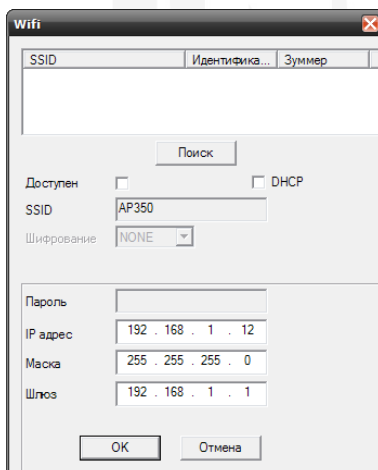 Wifi
SSID Идентифика... Зуммер
Поиск
Доступен DHCP
SSID AP350
Шифрование NONE
Пароль
IP адрес 192 . 168 . 1 . 12
Маска 255 . 255 . 255 . 0
Шлюз 192 . 168 . 1 . 1
OK Отмена